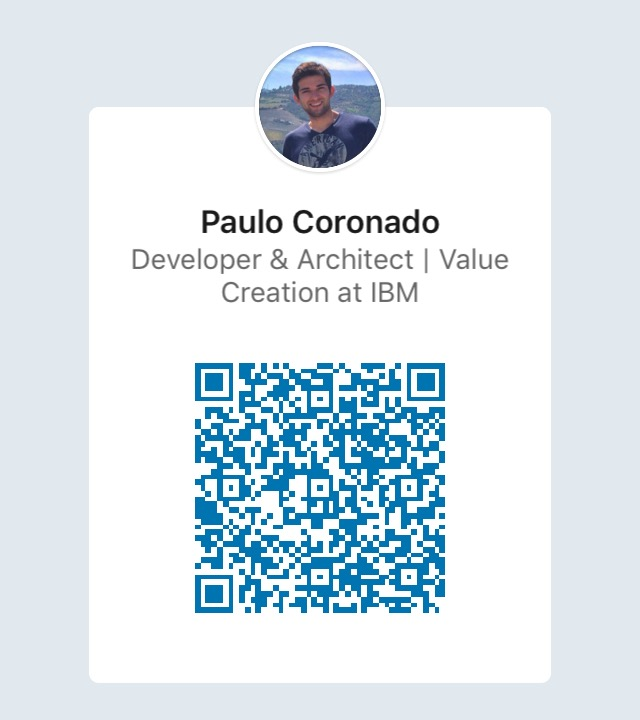 Paulo Coronado
Developer & Architect | Value
Creation at IBM